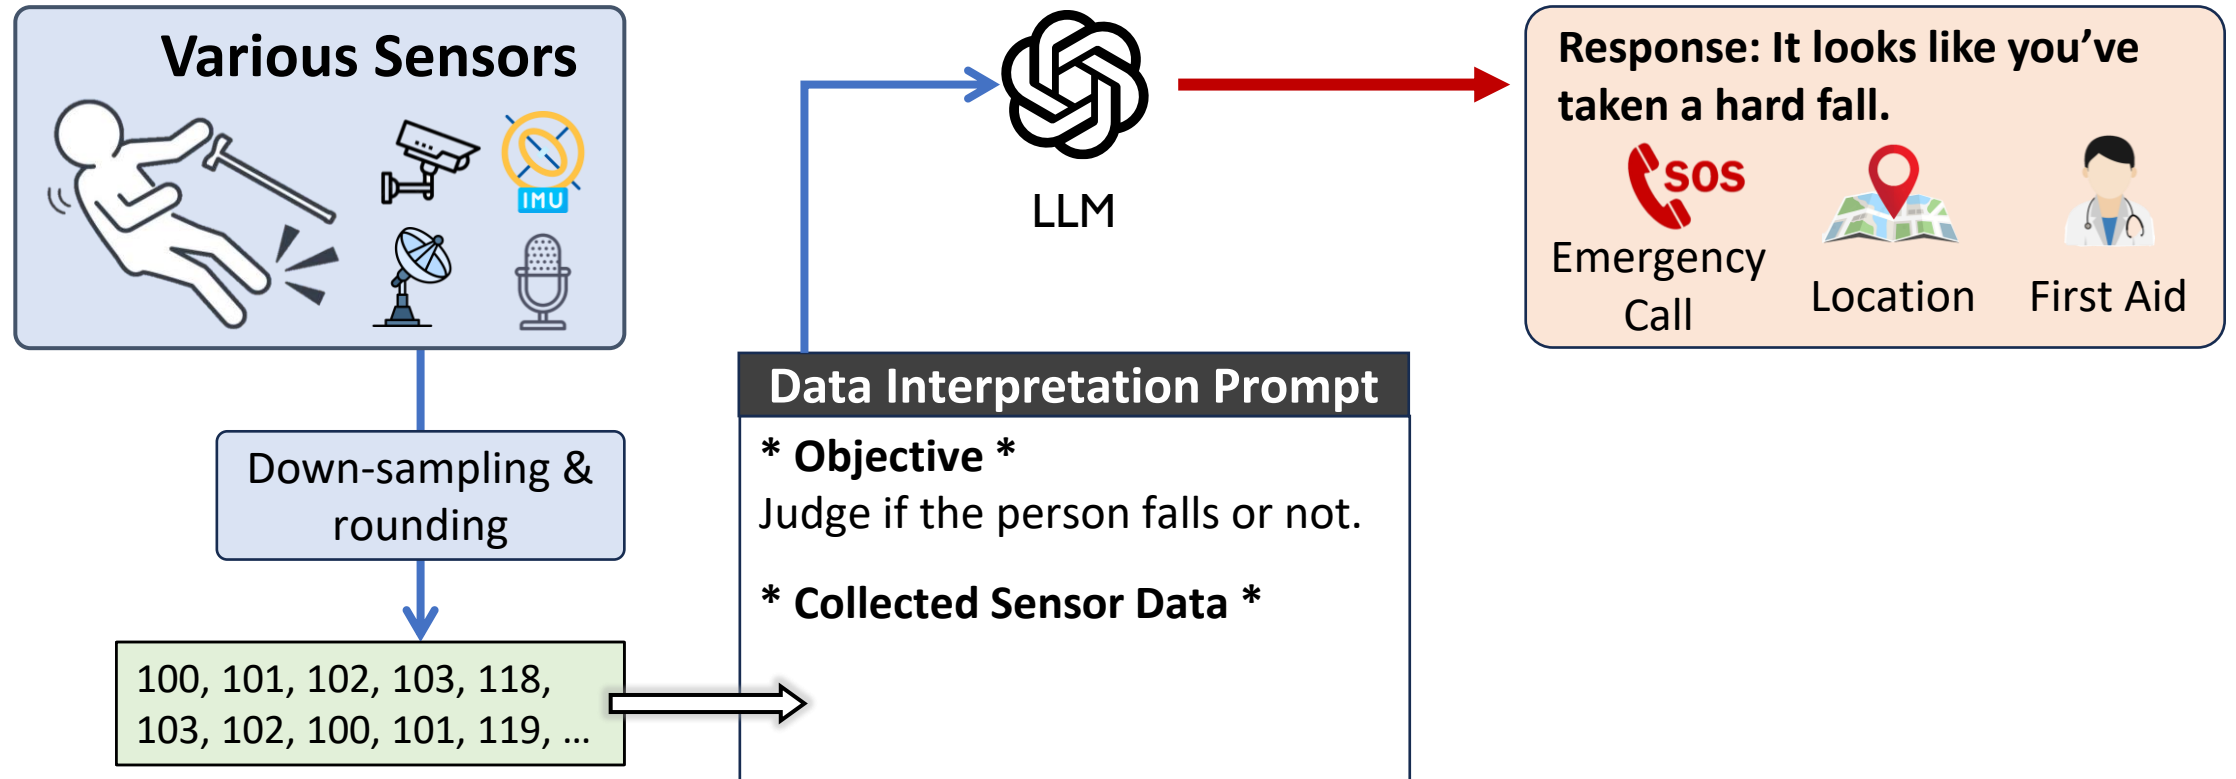 Various Sensors
IMU
Down-sampling &
rounding
100, 101, 102, 103, 118,
103, 102, 100, 101, 119, ...
Data Interpretation Prompt
* Objective *
Judge if the person falls or not.
* Collected Sensor Data *
LLM
Response: It looks like you’ve
taken a hard fall.
SOS
Emergency
Call
Location
First Aid